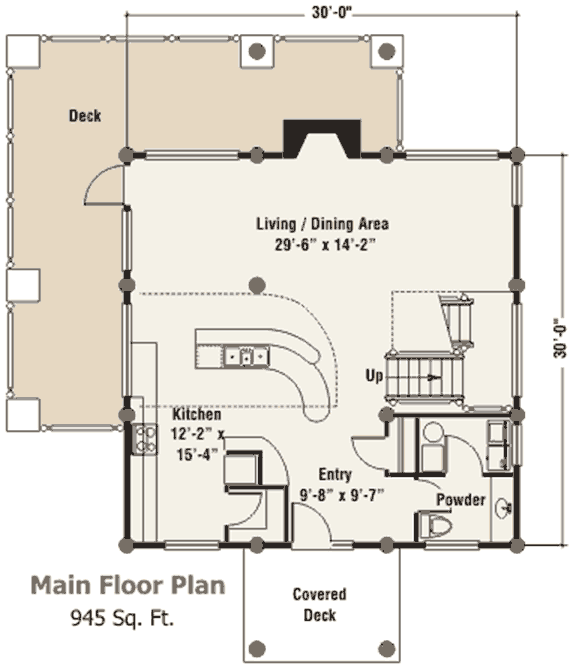 30'-0"
Deck
Living / Dining Area
29'-6" x 14'-2"
30'-0"
Up
Kitchen
12'-2" x
15'-4"
Entry
9'-8" x 9'-7"
Powder
Main Floor Plan
945 Sq. Ft.
Covered
Deck